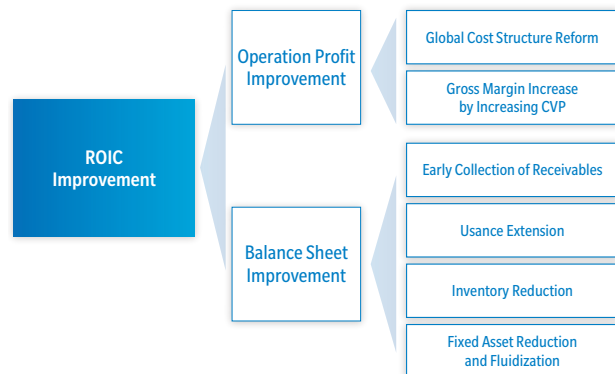 ROIC
Improvement
Operation Profit
Improvement
Global Cost Structure Reform
Gross Margin Increase
by Increasing CVP
Balance Sheet
Improvement
Early Collection of Receivables
Usance Extension
Inventory Reduction
Fixed Asset Reduction
and Fluidization